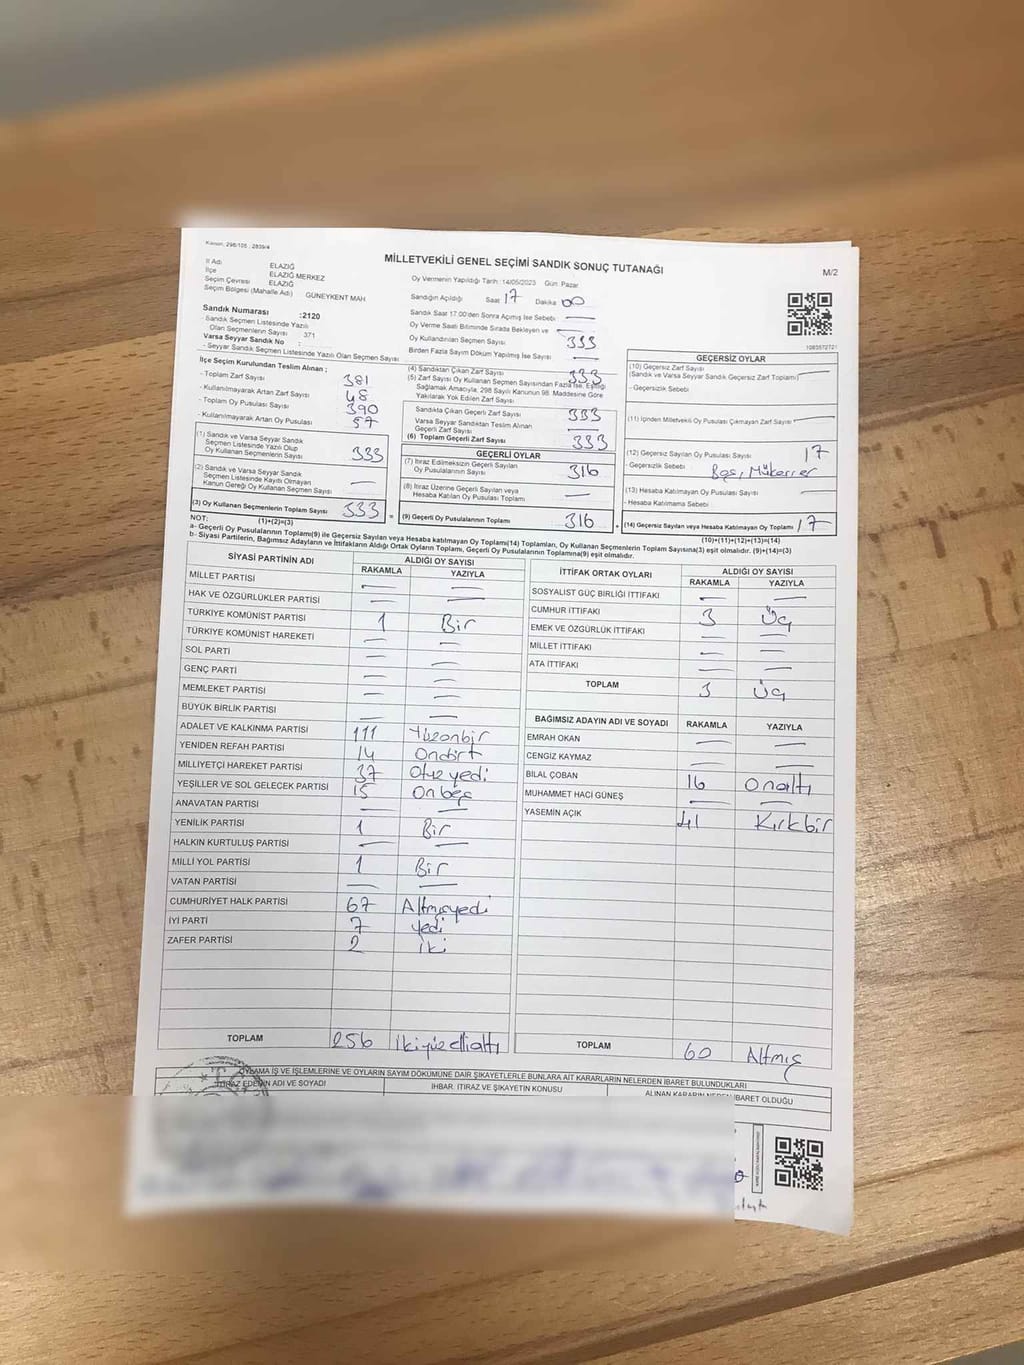 Kanun; 298/105 , 2839/4
MİLLETVEKİLİ GENEL SEÇİMİ SANDIK SONUÇ TUTANAĞI
M/2
İl Adı ELAZIĞ
İlçe ELAZIĞ MERKEZ
Seçim Çevresi ELAZIĞ
Seçim Bölgesi (Mahalle Adı) GÜNEYKENT MAH.
Oy Vermenin Yapıldığı Tarih : 14/05/2023 Gün: Pazar
Sandığın Açıldığı Saat 17 Dakika 00
Sandık Saat 17:00'den Sonra Açılmış İse Sebebi : —
Oy Verme Saati Bitiminde Sırada Bekleyen ve —
Oy Kullandırılan Seçmen Sayısı 333
Birden Fazla Sayım Döküm Yapılmış İse Sayısı —
Sandık Numarası :2120
- Sandık Seçmen Listesinde Yazılı
Olan Seçmenlerin Sayısı 371
Varsa Seyyar Sandık No :
- Seyyar Sandık Seçmen Listesinde Yazılı Olan Seçmen Sayısı
İlçe Seçim Kurulundan Teslim Alınan ;
- Toplam Zarf Sayısı 381
- Kullanılmayarak Artan Zarf Sayısı 48
- Toplam Oy Pusulası Sayısı 390
- Kullanılmayarak Artan Oy Pusulası Sayısı 57
(1) Sandık ve Varsa Seyyar Sandık
Seçmen Listesinde Yazılı Olup
Oy Kullanan Seçmenlerin Sayısı 333
(2) Sandık ve Varsa Seyyar Sandık
Seçmen Listesinde Kaydı Olmayan
Kanun Gereği Oy Kullanan Seçmen Sayısı —
(3) Oy Kullanan Seçmenlerin Toplam Sayısı 333
(1)+(2)=(3)
(4) Sandıktan Çıkan Zarf Sayısı 333
(5) Zarf Sayısı Oy Kullanan Seçmen Sayısından Fazla İse, Eşitliği
Sağlamak Amacıyla, 298 Sayılı Kanunun 98. Maddesine Göre
Yakılarak Yok Edilen Zarf Sayısı
Sandıkta Çıkan Geçerli Zarf Sayısı 333
Varsa Seyyar Sandıktan Teslim Alınan
Geçerli Zarf Sayısı —
(6) Toplam Geçerli Zarf Sayısı 333
GEÇERLİ OYLAR
(7) İtiraz Edilmeksizin Geçerli Sayılan
Oy Pusulalarının Sayısı 316
(8) İtiraz Üzerine Geçerli Sayılan veya
Hesaba Katılan Oy Pusulası Toplamı —
= (9) Geçerli Oy Pusulalarının Toplamı 316
1083572721
GEÇERSİZ OYLAR
(10) Geçersiz Zarf Sayısı
(Sandık ve Varsa Seyyar Sandık Geçersiz Zarf Toplamı) —
- Geçersizlik Sebebi
(11) İçinden Milletvekili Oy Pusulası Çıkmayan Zarf Sayısı —
(12) Geçersiz Sayılan Oy Pusulası Sayısı 17
- Geçersizlik Sebebi Boş, Mükerrer
(13) Hesaba Katılmayan Oy Pusulası Sayısı —
- Hesaba Katılmama Sebebi
+ (14) Geçersiz Sayılan veya Hesaba Katılmayan Oy Toplamı 17
(10)+(11)+(12)+(13)=(14)
NOT:
a- Geçerli Oy Pusulalarının Toplamı(9) ile Geçersiz Sayılan veya Hesaba katılmayan Oy Toplamı(14) Toplamları, Oy Kullanan Seçmenlerin Toplam Sayısına(3) eşit olmalıdır. (9)+(14)=(3)
b- Siyasi Partilerin, Bağımsız Adayların ve İttifakların Aldığı Ortak Oyların Toplamı, Geçerli Oy Pusulalarının Toplamına(9) eşit olmalıdır.
SİYASİ PARTİNİN ADI ALDIĞI OY SAYISI
RAKAMLA YAZIYLA
MİLLET PARTİSİ — —
HAK VE ÖZGÜRLÜKLER PARTİSİ — —
TÜRKİYE KOMÜNİST PARTİSİ 1 Bir
TÜRKİYE KOMÜNİST HAREKETİ — —
SOL PARTİ — —
GENÇ PARTİ — —
MEMLEKET PARTİSİ — —
BÜYÜK BİRLİK PARTİSİ — —
ADALET VE KALKINMA PARTİSİ 111 Yüzonbir
YENİDEN REFAH PARTİSİ 14 Ondört
MİLLİYETÇİ HAREKET PARTİSİ 37 Otuzyedi
YEŞİLLER VE SOL GELECEK PARTİSİ 15 Onbeş
ANAVATAN PARTİSİ — —
YENİLİK PARTİSİ 1 Bir
HALKIN KURTULUŞ PARTİSİ — —
MİLLİ YOL PARTİSİ 1 Bir
VATAN PARTİSİ — —
CUMHURİYET HALK PARTİSİ 67 Altmışyedi
İYİ PARTİ 7 Yedi
ZAFER PARTİSİ 2 İki
TOPLAM 256 İkiyüzellialtı
İTTİFAK ORTAK OYLARI ALDIĞI OY SAYISI
RAKAMLA YAZIYLA
SOSYALİST GÜÇ BİRLİĞİ İTTİFAKI — —
CUMHUR İTTİFAKI 3 Üç
EMEK VE ÖZGÜRLÜK İTTİFAKI — —
MİLLET İTTİFAKI — —
ATA İTTİFAKI — —
TOPLAM 3 Üç
BAĞIMSIZ ADAYIN ADI VE SOYADI RAKAMLA YAZIYLA
EMRAH OKAN — —
CENGİZ KAYMAZ — —
BİLAL ÇOBAN 16 Onaltı
MUHAMMET HACI GÜNEŞ — —
YASEMİN AÇIK 41 Kırkbir
TOPLAM 60 Altmış
OYLAMA İŞ VE İŞLEMLERİNE VE OYLARIN SAYIM DÖKÜMÜNE DAİR ŞİKAYETLERLE BUNLARA AİT KARARLARIN NELERDEN İBARET BULUNDUKLARI
İTİRAZ EDENİN ADI VE SOYADI İHBAR, İTİRAZ VE ŞİKAYETİN KONUSU ALINAN KARARIN NEDEN İBARET OLDUĞU